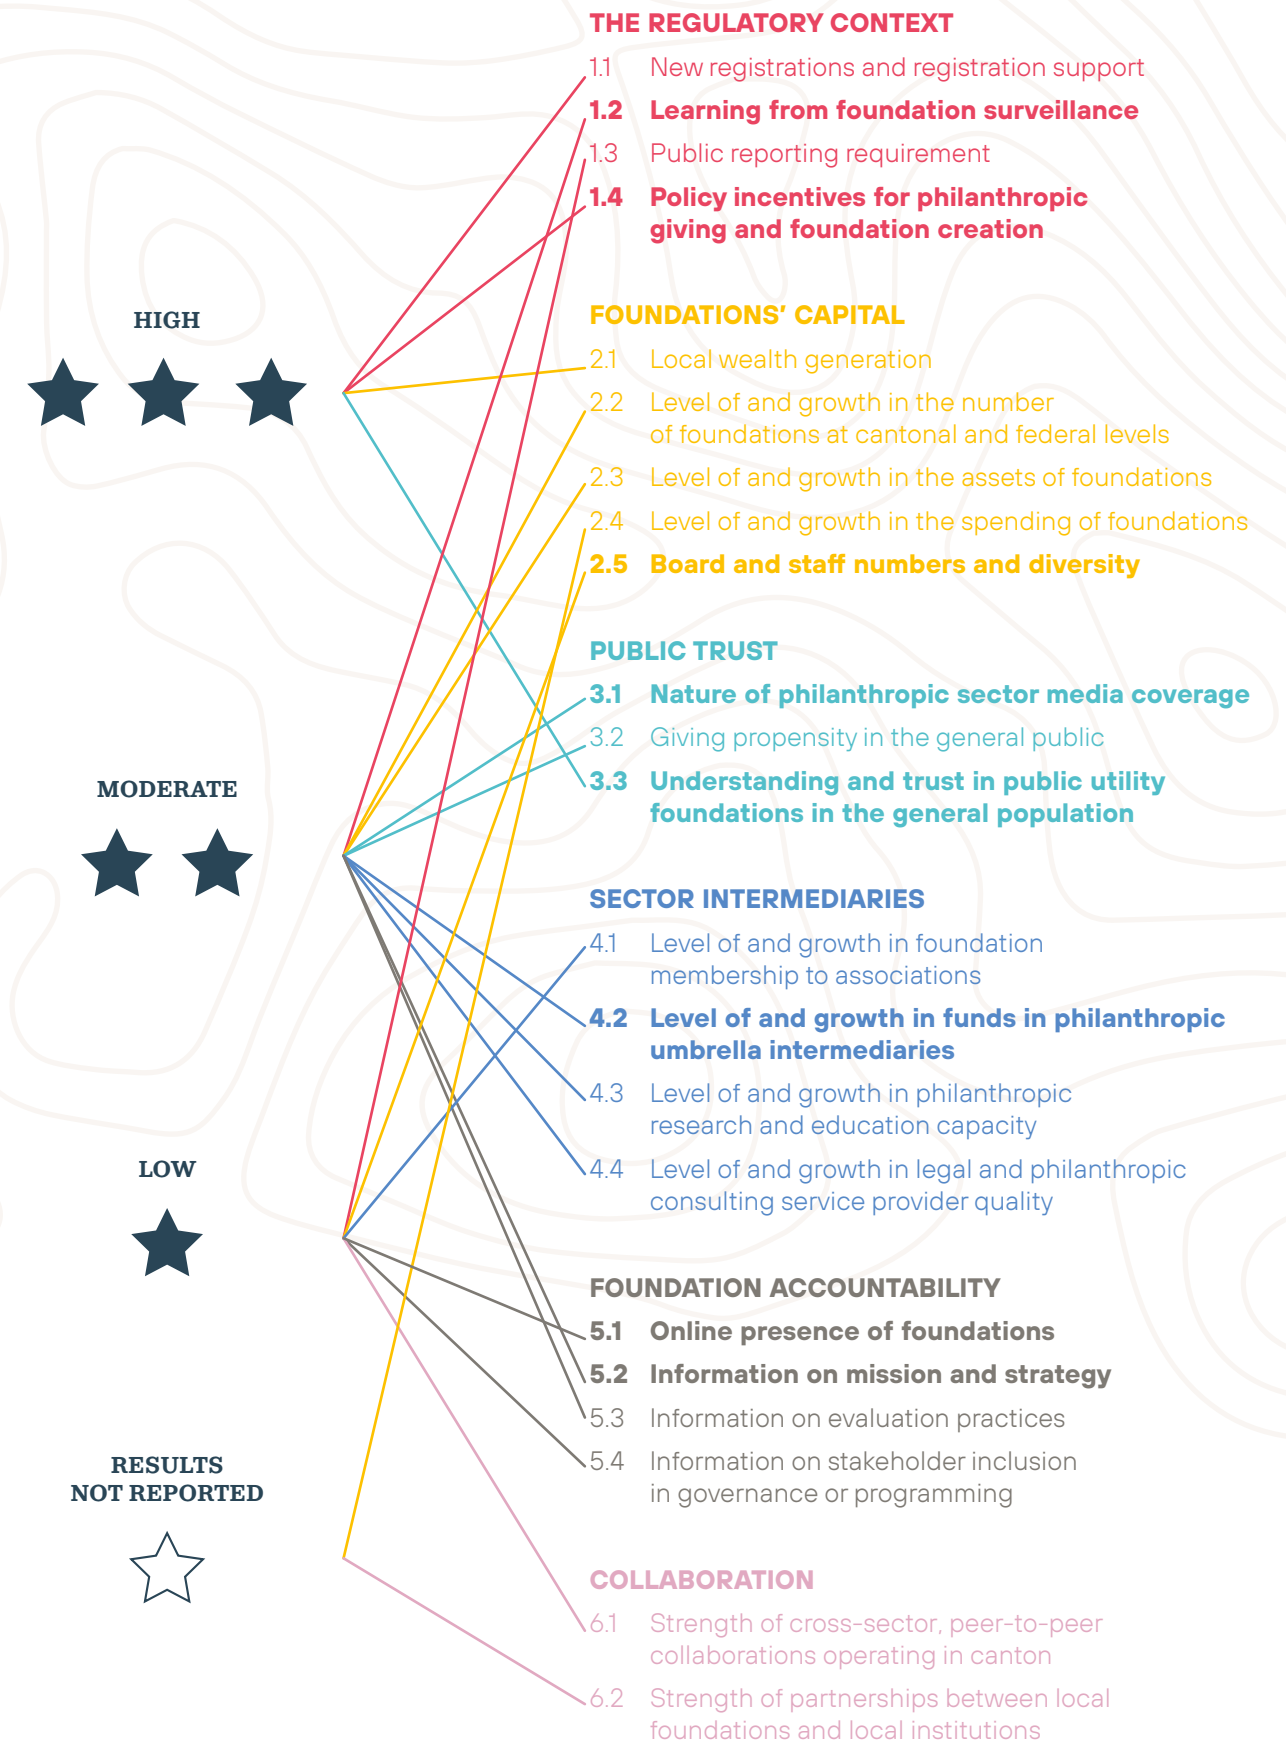 HIGH
MODERATE
LOW
RESULTS
NOT REPORTED
THE REGULATORY CONTEXT
1.1 New registrations and registration support
1.2 Learning from foundation surveillance
1.3 Public reporting requirement
1.4 Policy incentives for philanthropic
giving and foundation creation
FOUNDATIONS’ CAPITAL
2.1 Local wealth generation
2.2 Level of and growth in the number
of foundations at cantonal and federal levels
2.3 Level of and growth in the assets of foundations
2.4 Level of and growth in the spending of foundations
2.5 Board and staff numbers and diversity
PUBLIC TRUST
3.1 Nature of philanthropic sector media coverage
3.2 Giving propensity in the general public
3.3 Understanding and trust in public utility
foundations in the general population
SECTOR INTERMEDIARIES
4.1 Level of and growth in foundation
membership to associations
4.2 Level of and growth in funds in philanthropic
umbrella intermediaries
4.3 Level of and growth in philanthropic
research and education capacity
4.4 Level of and growth in legal and philanthropic
consulting service provider quality
FOUNDATION ACCOUNTABILITY
5.1 Online presence of foundations
5.2 Information on mission and strategy
5.3 Information on evaluation practices
5.4 Information on stakeholder inclusion
in governance or programming
COLLABORATION
6.1 Strength of cross-sector, peer-to-peer
collaborations operating in canton
6.2 Strength of partnerships between local
foundations and local institutions